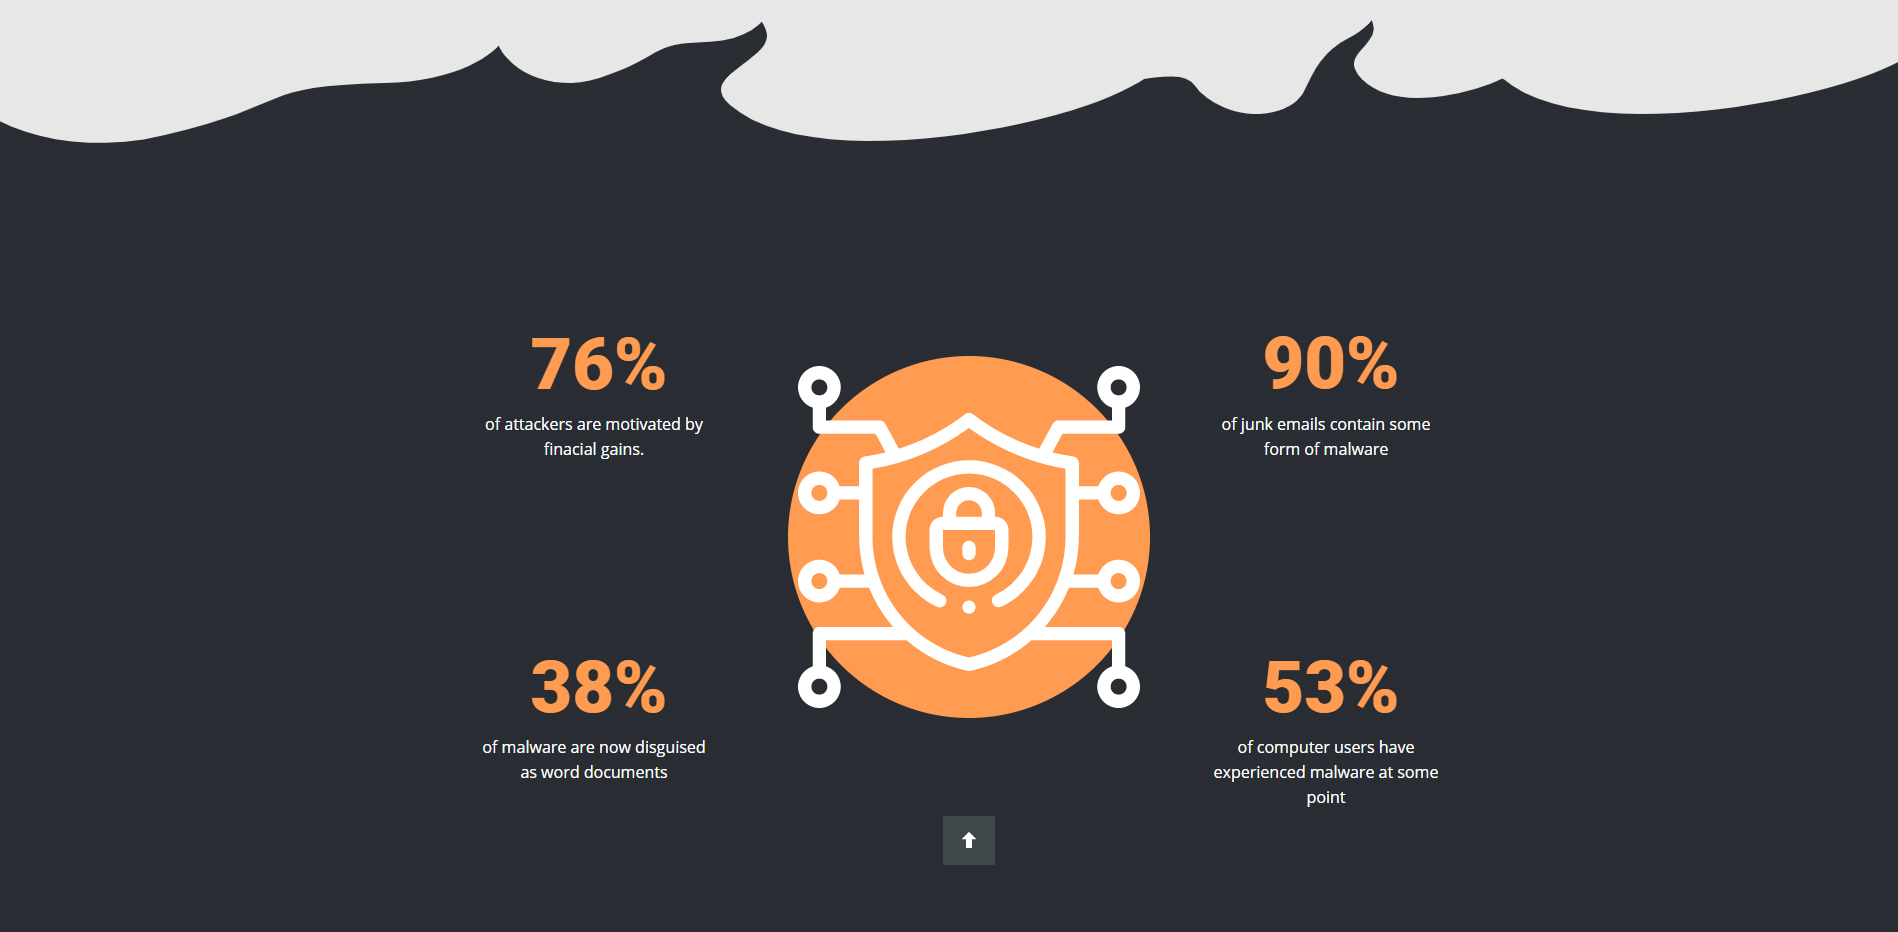 76%
of attackers are motivated by
finacial gains.
90%
of junk emails contain some
form of malware
38%
of malware are now disguised
as word documents
53%
of computer users have
experienced malware at some
point